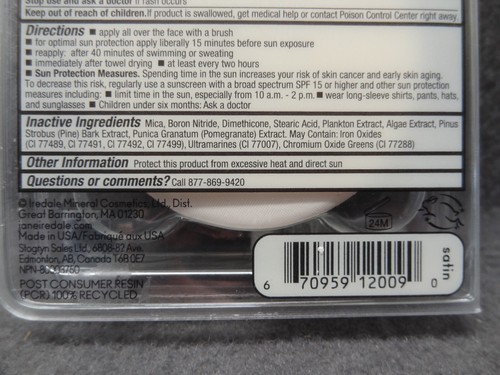 Stop use and ask a doctor if rash occurs
Keep out of reach of children. If product is swallowed, get medical help or contact Poison Control Center right away.
Directions ■ apply all over the face with a brush
■ for optimal sun protection apply liberally 15 minutes before sun exposure
■ reapply: after 40 minutes of swimming or sweating
■ immediately after towel drying ■ at least every two hours
■ Sun Protection Measures. Spending time in the sun increases your risk of skin cancer and early skin aging.
To decrease this risk, regularly use a sunscreen with a broad spectrum SPF 15 or higher and other sun protection
measures including: ■ limit time in the sun, especially from 10 a.m. - 2 p.m. ■ wear long-sleeve shirts, pants, hats,
and sunglasses ■ Children under six months: Ask a doctor
Inactive Ingredients Mica, Boron Nitride, Dimethicone, Stearic Acid, Plankton Extract, Algae Extract, Pinus
Strobus (Pine) Bark Extract, Punica Granatum (Pomegranate) Extract. May Contain: Iron Oxides
(CI 77489, CI 77491, CI 77492, CI 77499), Ultramarines (CI 77007), Chromium Oxide Greens (CI 77288)
Other Information Protect this product from excessive heat and direct sun
Questions or comments? Call 877-869-9420
© Iredale Mineral Cosmetics, Ltd., Dist.
Great Barrington, MA 01230
janeiredale.com
Made in USA/Fabriqué aux USA
Stogryn Sales Ltd., 6808-82 Ave.
Edmonton, AB, Canada T6B 0E7
NPN-80003760
POST CONSUMER RESIN
(PCR) 100% RECYCLED
24M
satin
6 70959 12009 0